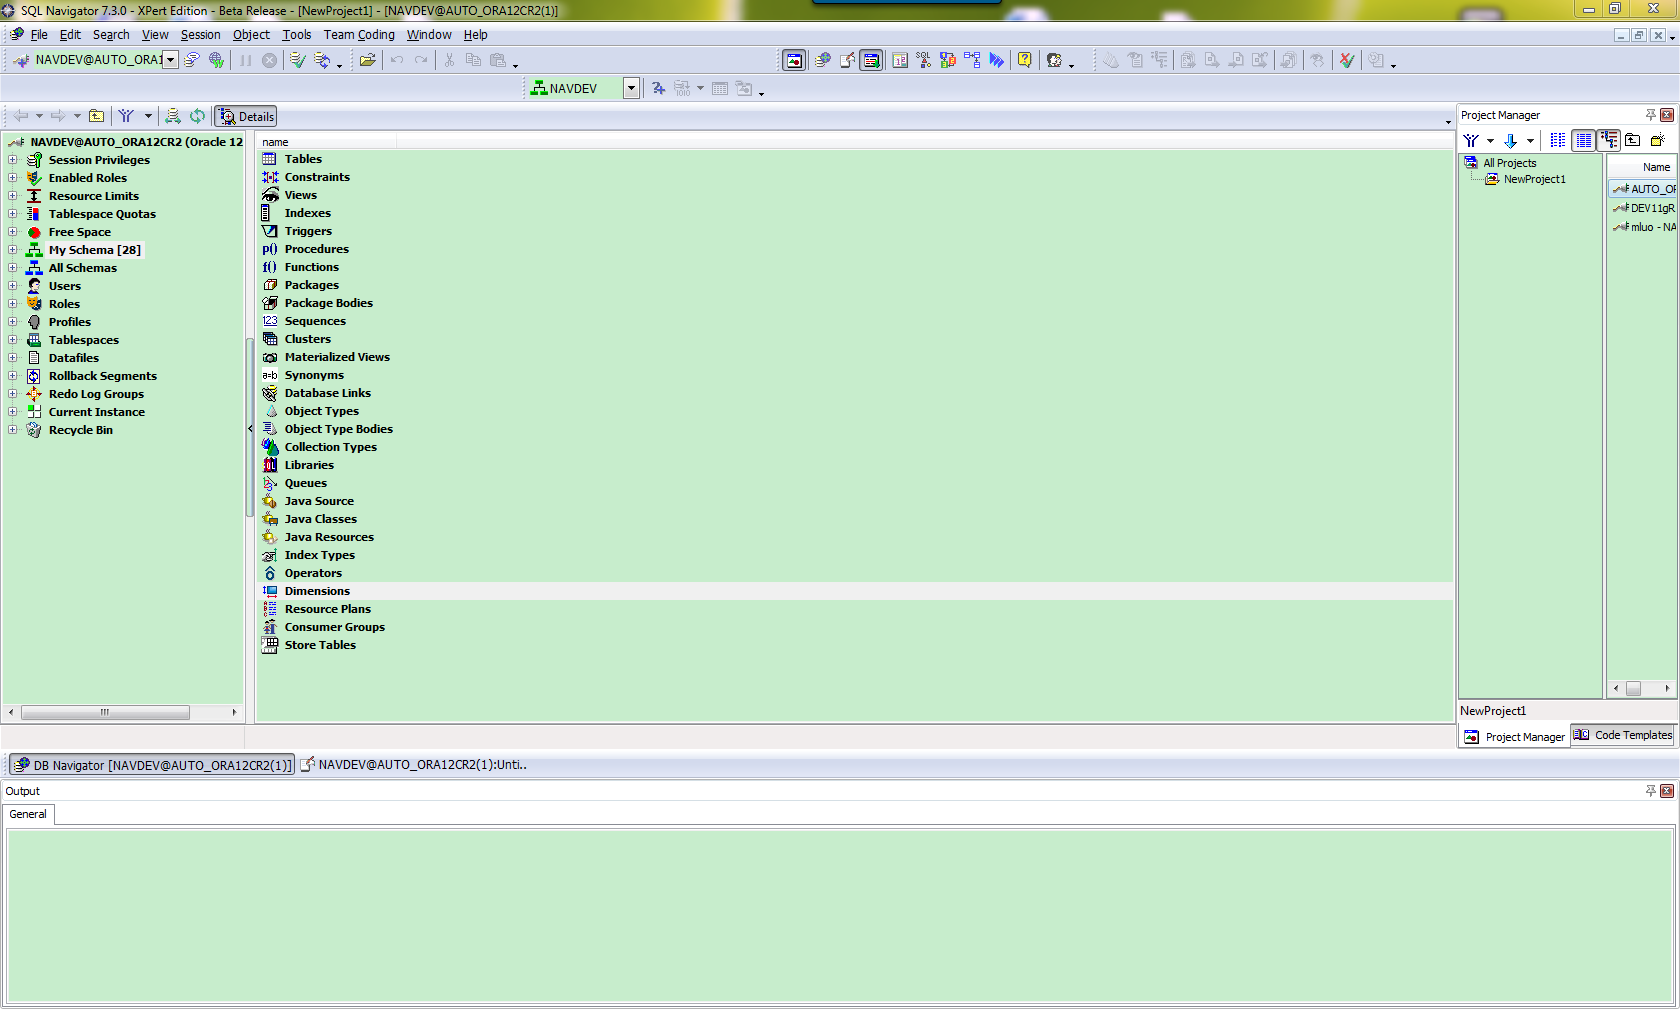 SQL Navigator 7.3.0 - XPert Edition - Beta Release - [NewProject1] - [NAVDEV@AUTO_ORA12CR2(1)]
File Edit Search View Session Object Tools Team Coding Window Help
NAVDEV@AUTO_ORA1
NAVDEV
Details
NAVDEV@AUTO_ORA12CR2 (Oracle 12
Session Privileges
Enabled Roles
Resource Limits
Tablespace Quotas
Free Space
My Schema [28]
All Schemas
Users
Roles
Profiles
Tablespaces
Datafiles
Rollback Segments
Redo Log Groups
Current Instance
Recycle Bin
name
Tables
Constraints
Views
Indexes
Triggers
p() Procedures
f() Functions
Packages
Package Bodies
123 Sequences
Clusters
Materialized Views
a=b Synonyms
Database Links
Object Types
Object Type Bodies
Collection Types
Libraries
Queues
Java Source
Java Classes
Java Resources
Index Types
Operators
Dimensions
Resource Plans
Consumer Groups
Store Tables
Project Manager
All Projects
NewProject1
Name
AUTO_OR
DEV11gR
mluo - NA
NewProject1
Project Manager
Code Templates
DB Navigator [NAVDEV@AUTO_ORA12CR2(1)]
NAVDEV@AUTO_ORA12CR2(1):Unti..
Output
General